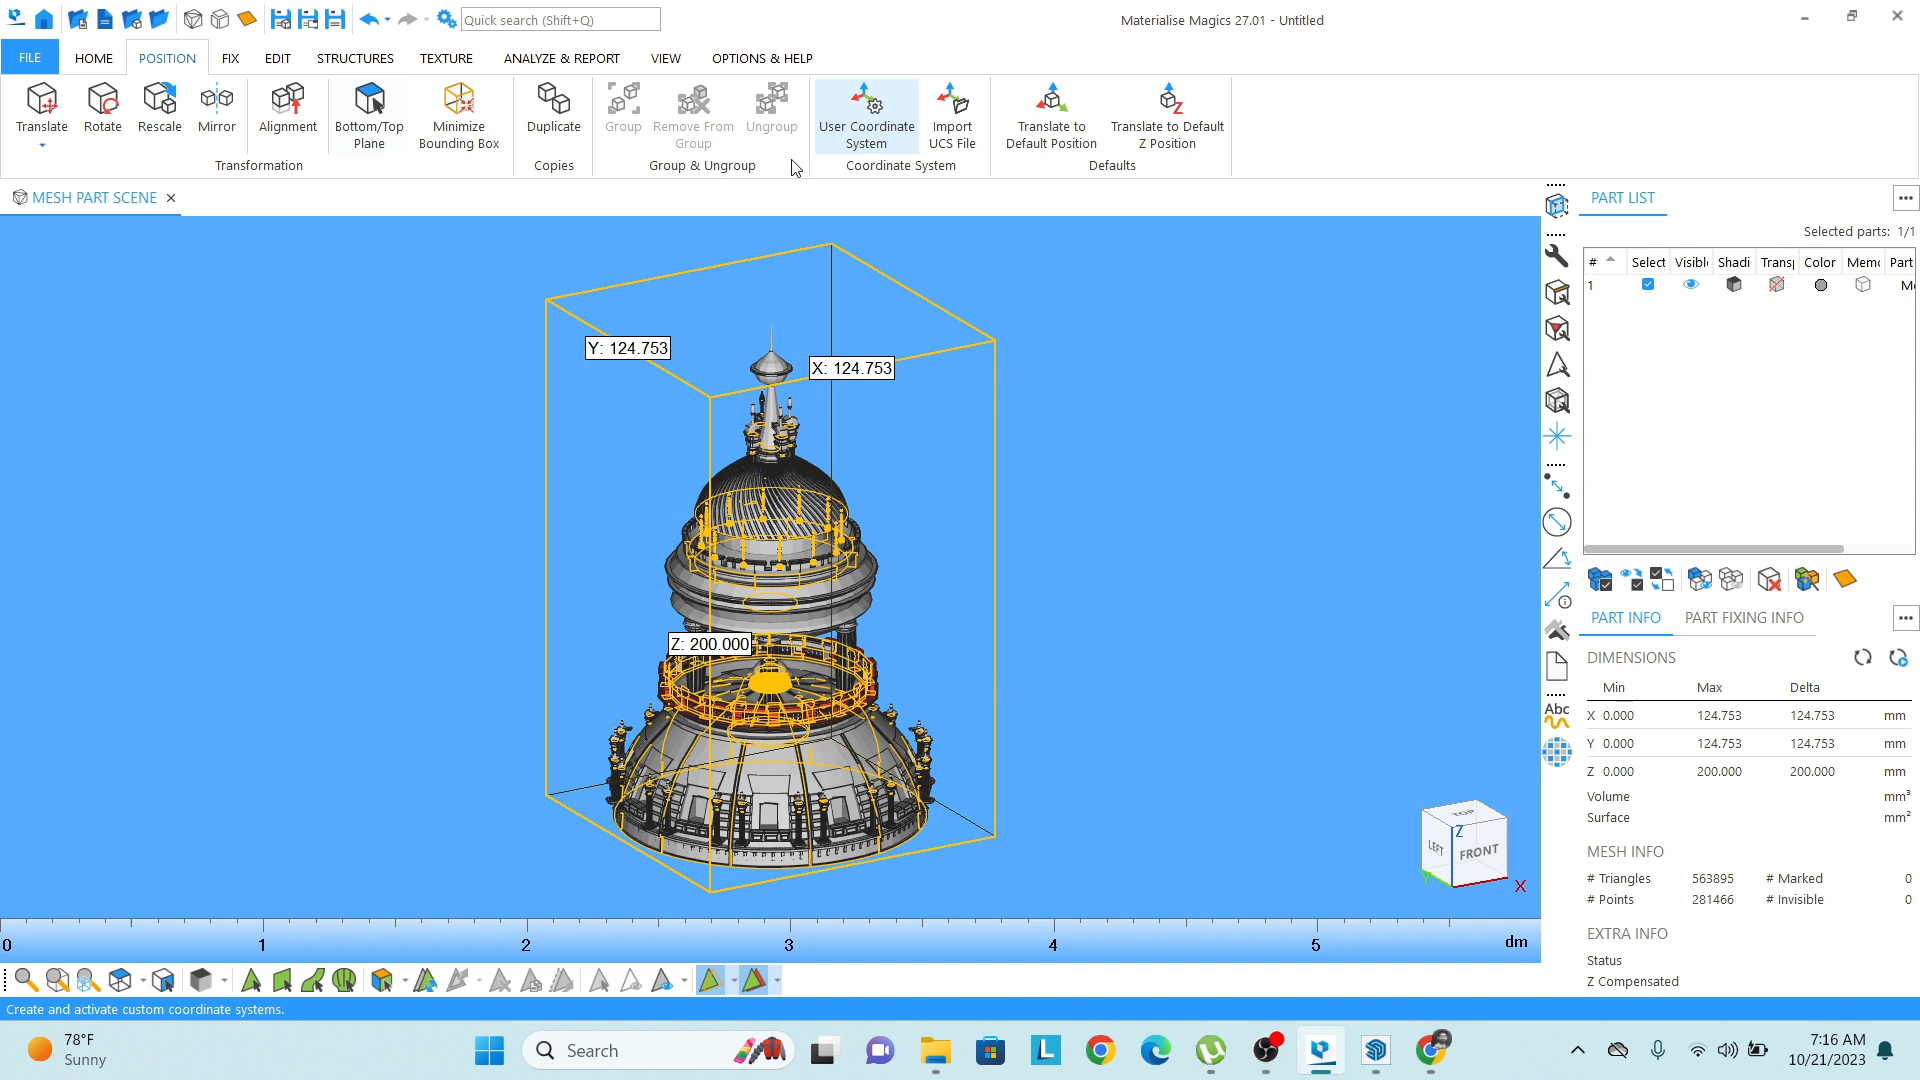 Quick search (Shift+Q)
Materialise Magics 27.01 - Untitled
FILE HOME POSITION FIX EDIT STRUCTURES TEXTURE ANALYZE & REPORT VIEW OPTIONS & HELP
Translate
Rotate
Rescale
Mirror
Alignment
Bottom/Top
Plane
Minimize
Bounding Box
Duplicate
Group
Remove From
Group
Ungroup
User Coordinate
System
Import
UCS File
Translate to
Default Position
Translate to Default
Z Position
Transformation
Copies
Group & Ungroup
Coordinate System
Defaults
MESH PART SCENE
Y: 124.753
X: 124.753
Z: 200.000
TOP
LEFT
FRONT
Z
Y
X
0 1 2 3 4 5 dm
Abc
PART LIST
Selected parts: 1/1
# Select Visibl Shadi Transp Color Memo Part
1
PART INFO PART FIXING INFO
DIMENSIONS
Min Max Delta
X 0.000 124.753 124.753 mm
Y 0.000 124.753 124.753 mm
Z 0.000 200.000 200.000 mm
Volume mm³
Surface mm²
MESH INFO
# Triangles 563895 # Marked 0
# Points 281466 # Invisible 0
EXTRA INFO
Status
Z Compensated
Create and activate custom coordinate systems.
78°F
Sunny
Search
7:16 AM
10/21/2023